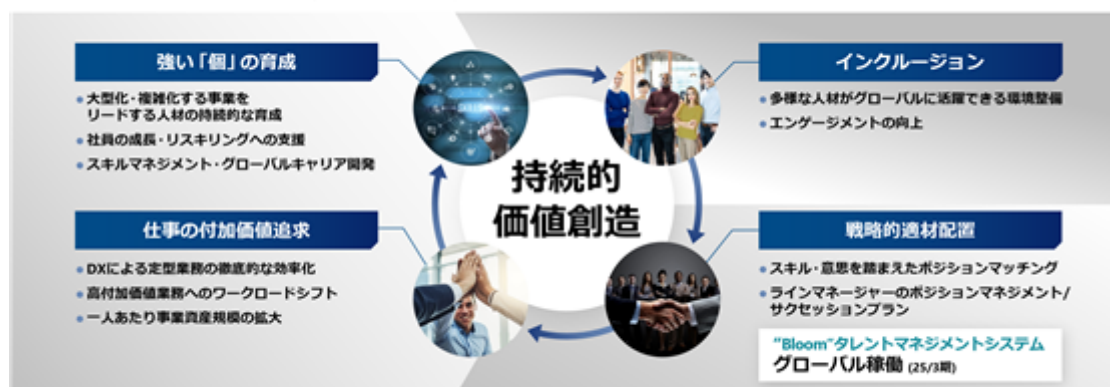 強い「個」の育成
● 大型化・複雑化する事業を
リードする人材の持続的な育成
● 社員の成長・リスキリングへの支援
● スキルマネジメント・グローバルキャリア開発
インクルージョン
● 多様な人材がグローバルに活躍できる環境整備
● エンゲージメントの向上
持続的
価値創造
仕事の付加価値追求
● DXによる定型業務の徹底的な効率化
● 高付加価値業務へのワークロードシフト
● 一人あたり事業資産規模の拡大
戦略的適材配置
● スキル・意思を踏まえたポジションマッチング
● ラインマネージャーのポジションマネジメント/
サクセッションプラン
“Bloom”タレントマネジメントシステム
グローバル稼働 (25/3期)